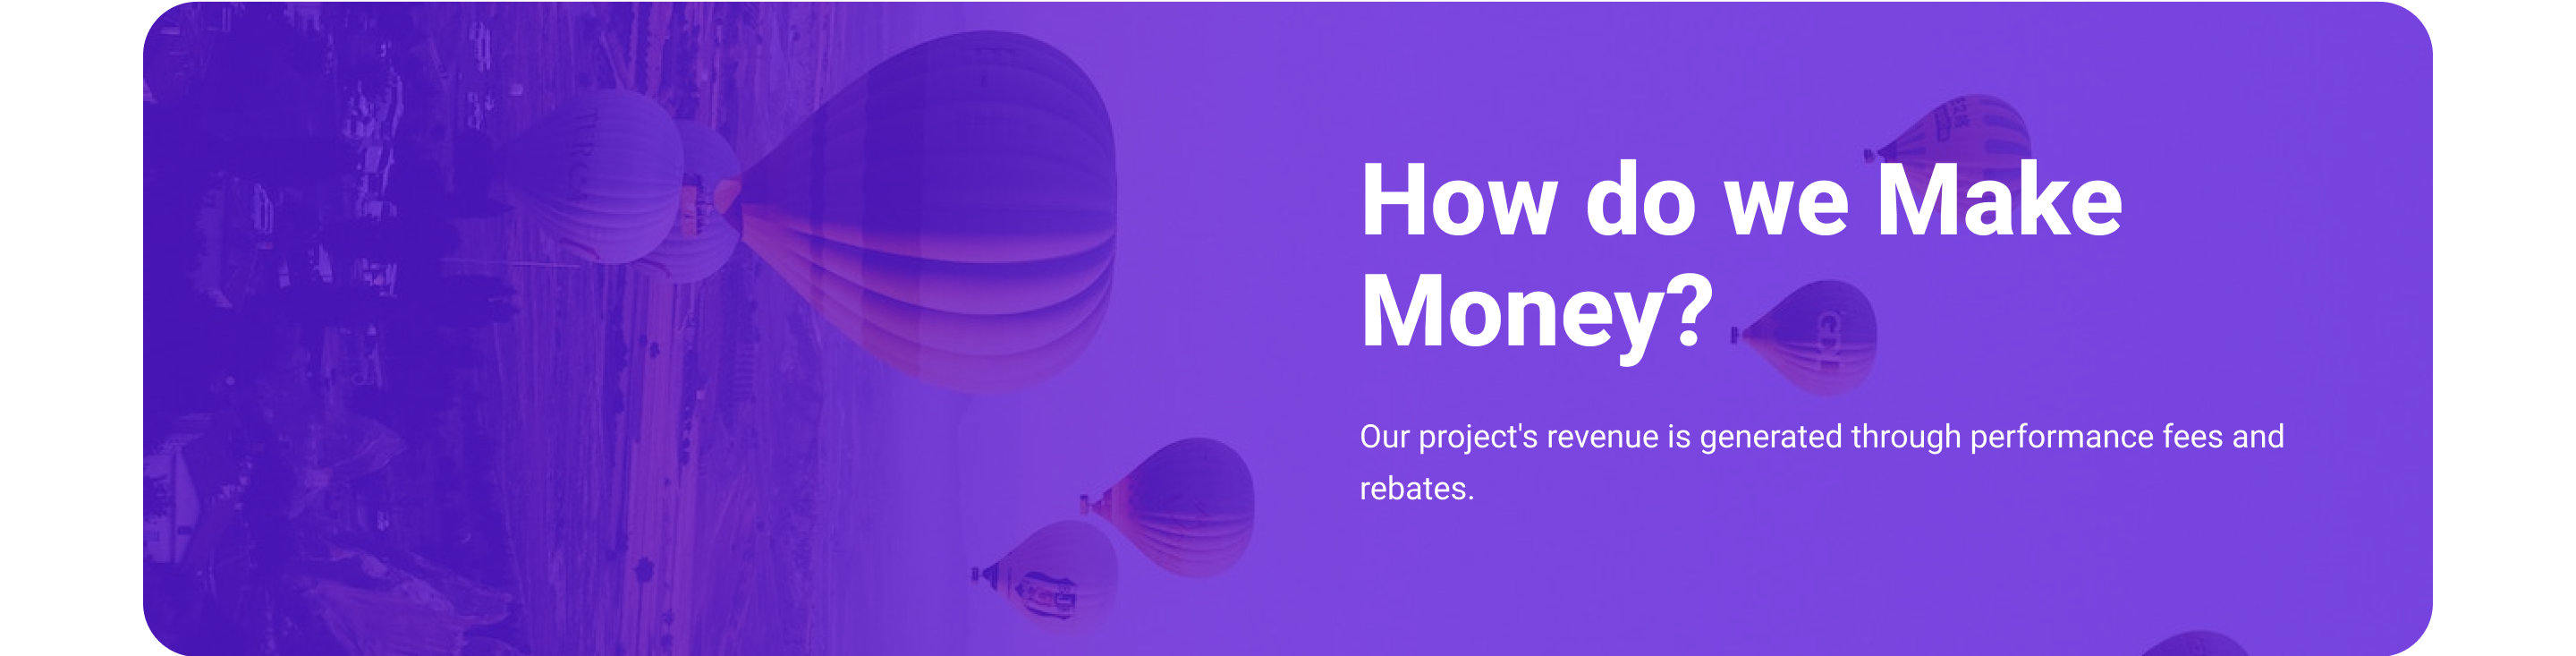 How do we Make
Money?
Our project's revenue is generated through performance fees and
rebates.